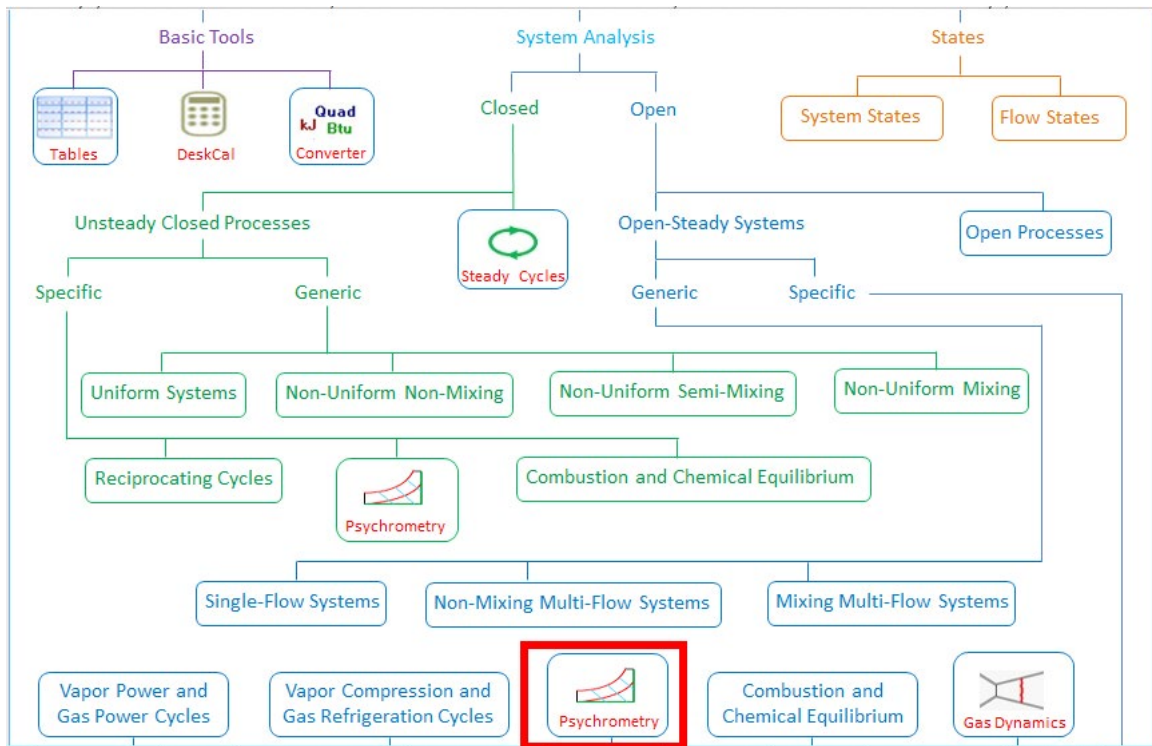 Basic Tools
System Analysis
States
Tables
DeskCal
Quad
kJ Btu
Converter
Closed
Open
System States
Flow States
Unsteady Closed Processes
Steady Cycles
Open-Steady Systems
Open Processes
Specific
Generic
Generic
Specific
Uniform Systems
Non-Uniform Non-Mixing
Non-Uniform Semi-Mixing
Non-Uniform Mixing
Reciprocating Cycles
Psychrometry
Combustion and Chemical Equilibrium
Single-Flow Systems
Non-Mixing Multi-Flow Systems
Mixing Multi-Flow Systems
Vapor Power and
Gas Power Cycles
Vapor Compression and
Gas Refrigeration Cycles
Psychrometry
Combustion and
Chemical Equilibrium
Gas Dynamics